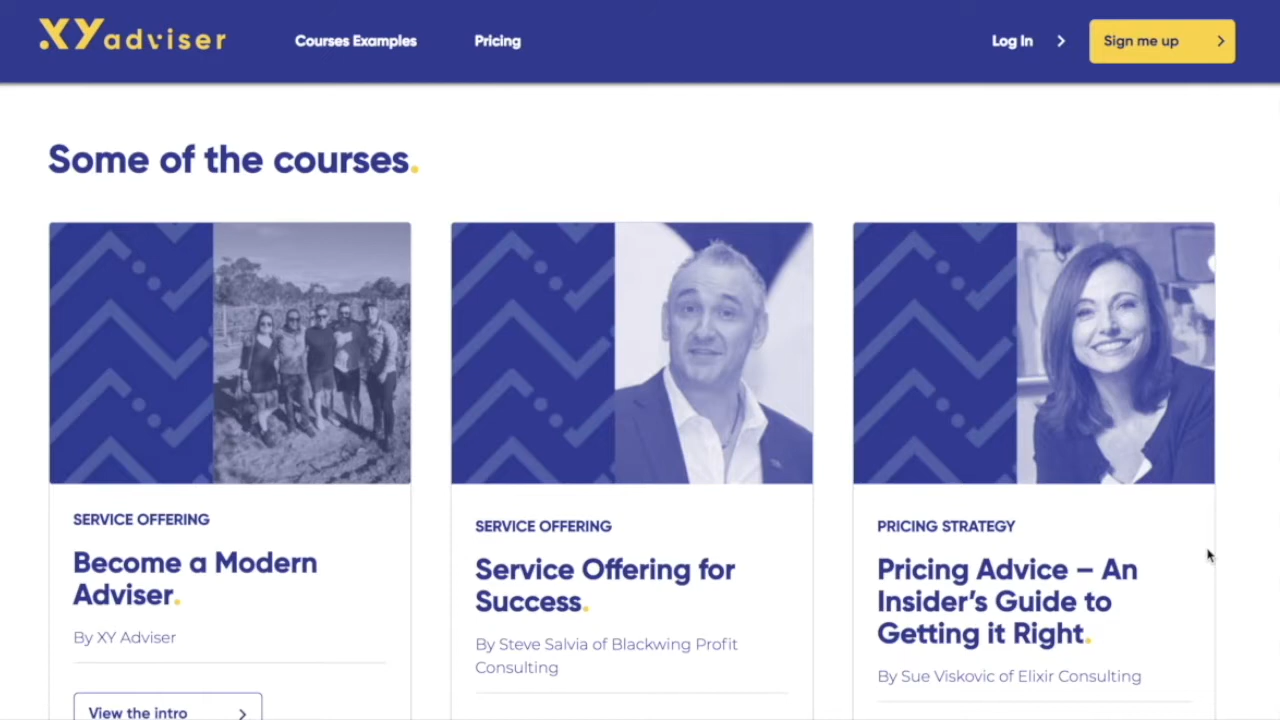 XY adviser
Courses Examples
Pricing
Log In
Sign me up
Some of the courses.
SERVICE OFFERING
Become a Modern
Adviser.
By XY Adviser
View the intro
SERVICE OFFERING
Service Offering for
Success.
By Steve Salvia of Blackwing Profit
Consulting
PRICING STRATEGY
Pricing Advice – An
Insider's Guide to
Getting it Right.
By Sue Viskovic of Elixir Consulting